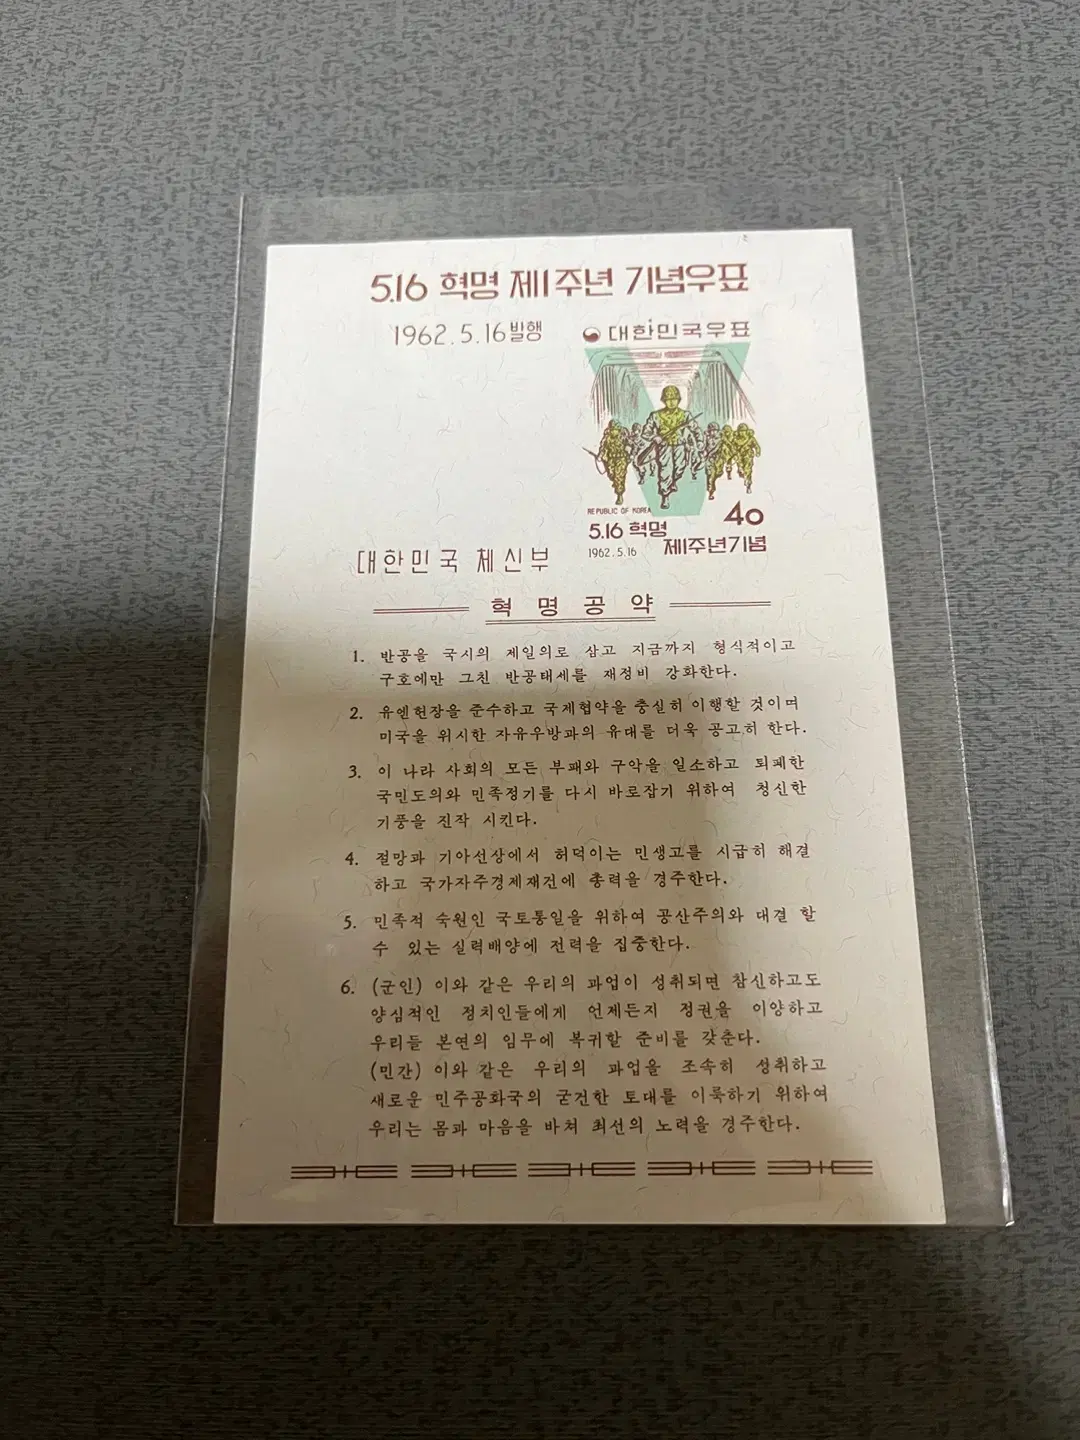 5.16 혁명 제1주년 기념우표
1962.5.16발행
대한민국우표
REPUBLIC OF KOREA
40
5.16 혁명
1962.5.16
제1주년기념
대한민국 체신부
혁명공약
1. 반공을 국시의 제일의로 삼고 지금까지 형식적이고
구호에만 그친 반공태세를 재정비 강화한다.
2. 유엔헌장을 준수하고 국제협약을 충실히 이행할 것이며
미국을 위시한 자유우방과의 유대를 더욱 공고히 한다.
3. 이 나라 사회의 모든 부패와 구악을 일소하고 퇴폐한
국민도의와 민족정기를 다시 바로잡기 위하여 청신한
기풍을 진작 시킨다.
4. 절망과 기아선상에서 허덕이는 민생고를 시급히 해결
하고 국가자주경제재건에 총력을 경주한다.
5. 민족적 숙원인 국토통일을 위하여 공산주의와 대결 할
수 있는 실력배양에 전력을 집중한다.
6. (군인) 이와 같은 우리의 과업이 성취되면 참신하고도
양심적인 정치인들에게 언제든지 정권을 이양하고
우리들 본연의 임무에 복귀할 준비를 갖춘다.
(민간) 이와 같은 우리의 과업을 조속히 성취하고
새로운 민주공화국의 굳건한 토대를 이룩하기 위하여
우리는 몸과 마음을 바쳐 최선의 노력을 경주한다.